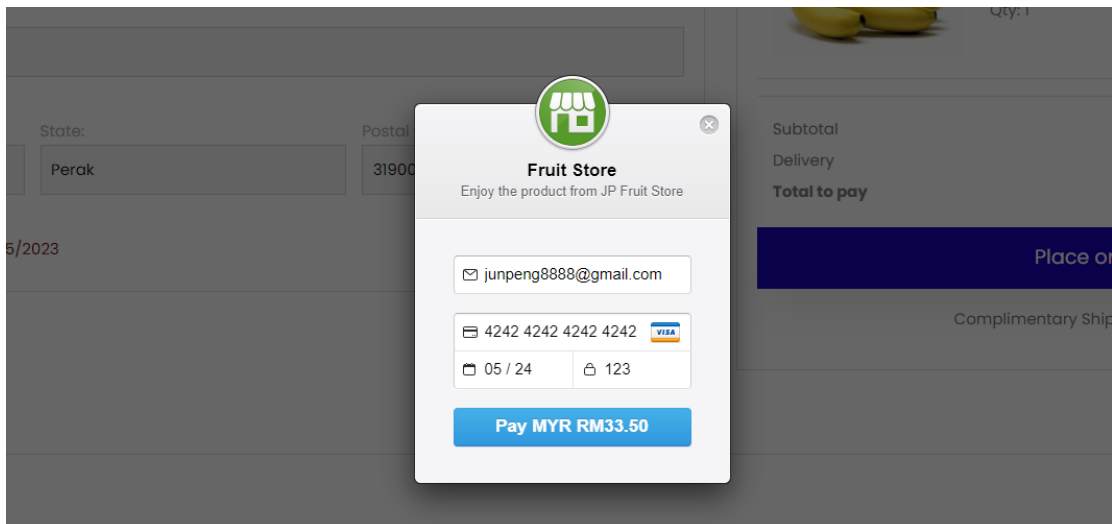 Qty: 1
State:
Postal
Perak
31900
5/2023
Subtotal
Delivery
Total to pay
Place or
Complimentary Ship
Fruit Store
Enjoy the product from JP Fruit Store
junpeng8888@gmail.com
4242 4242 4242 4242 VISA
05 / 24 123
Pay MYR RM33.50